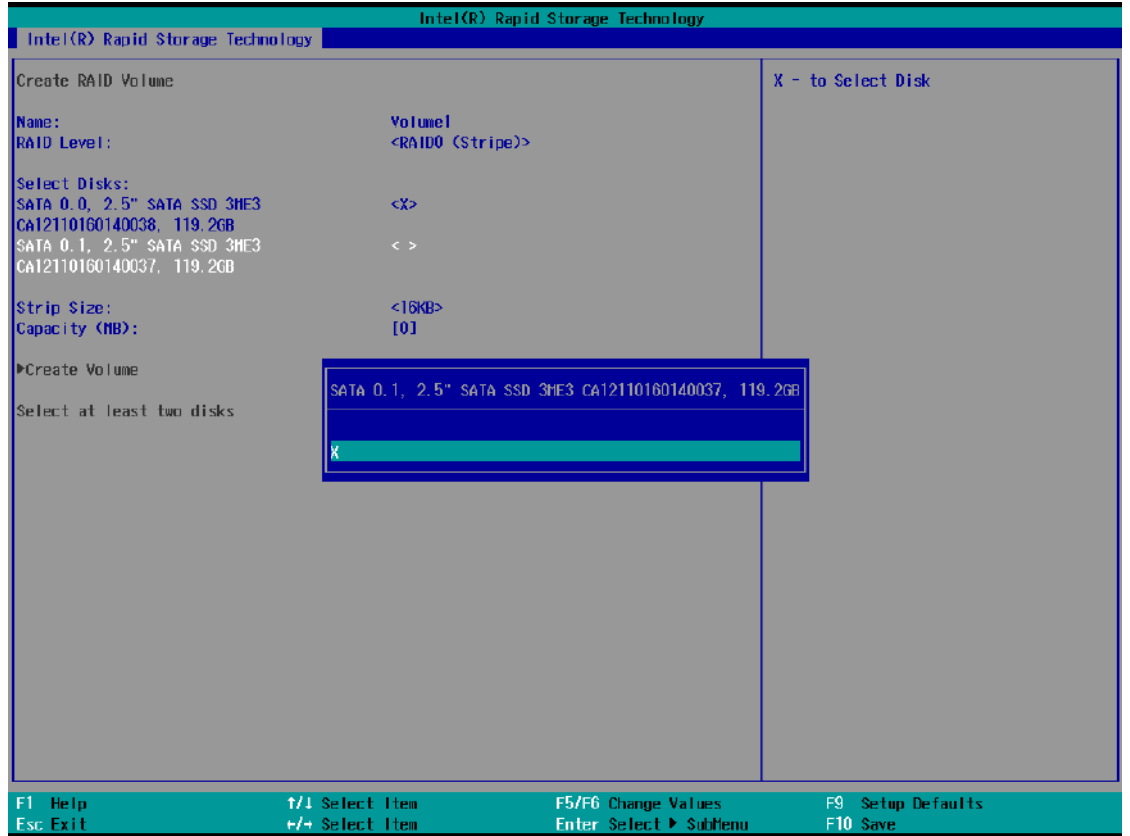 Intel(R) Rapid Storage Technology
Intel(R) Rapid Storage Technology
Create RAID Volume
X - to Select Disk
Name: Volume1
RAID Level: <RAID0 (Stripe)>
Select Disks:
SATA 0.0, 2.5" SATA SSD 3ME3 <X>
CA12110160140038, 119.2GB
SATA 0.1, 2.5" SATA SSD 3ME3 < >
CA12110160140037, 119.2GB
Strip Size: <16KB>
Capacity (MB): [0]
▶Create Volume
Select at least two disks
SATA 0.1, 2.5" SATA SSD 3ME3 CA12110160140037, 119.2GB
X
F1 Help ↑/↓ Select Item F5/F6 Change Values F9 Setup Defaults
Esc Exit ←/→ Select Item Enter Select ▶ SubMenu F10 Save